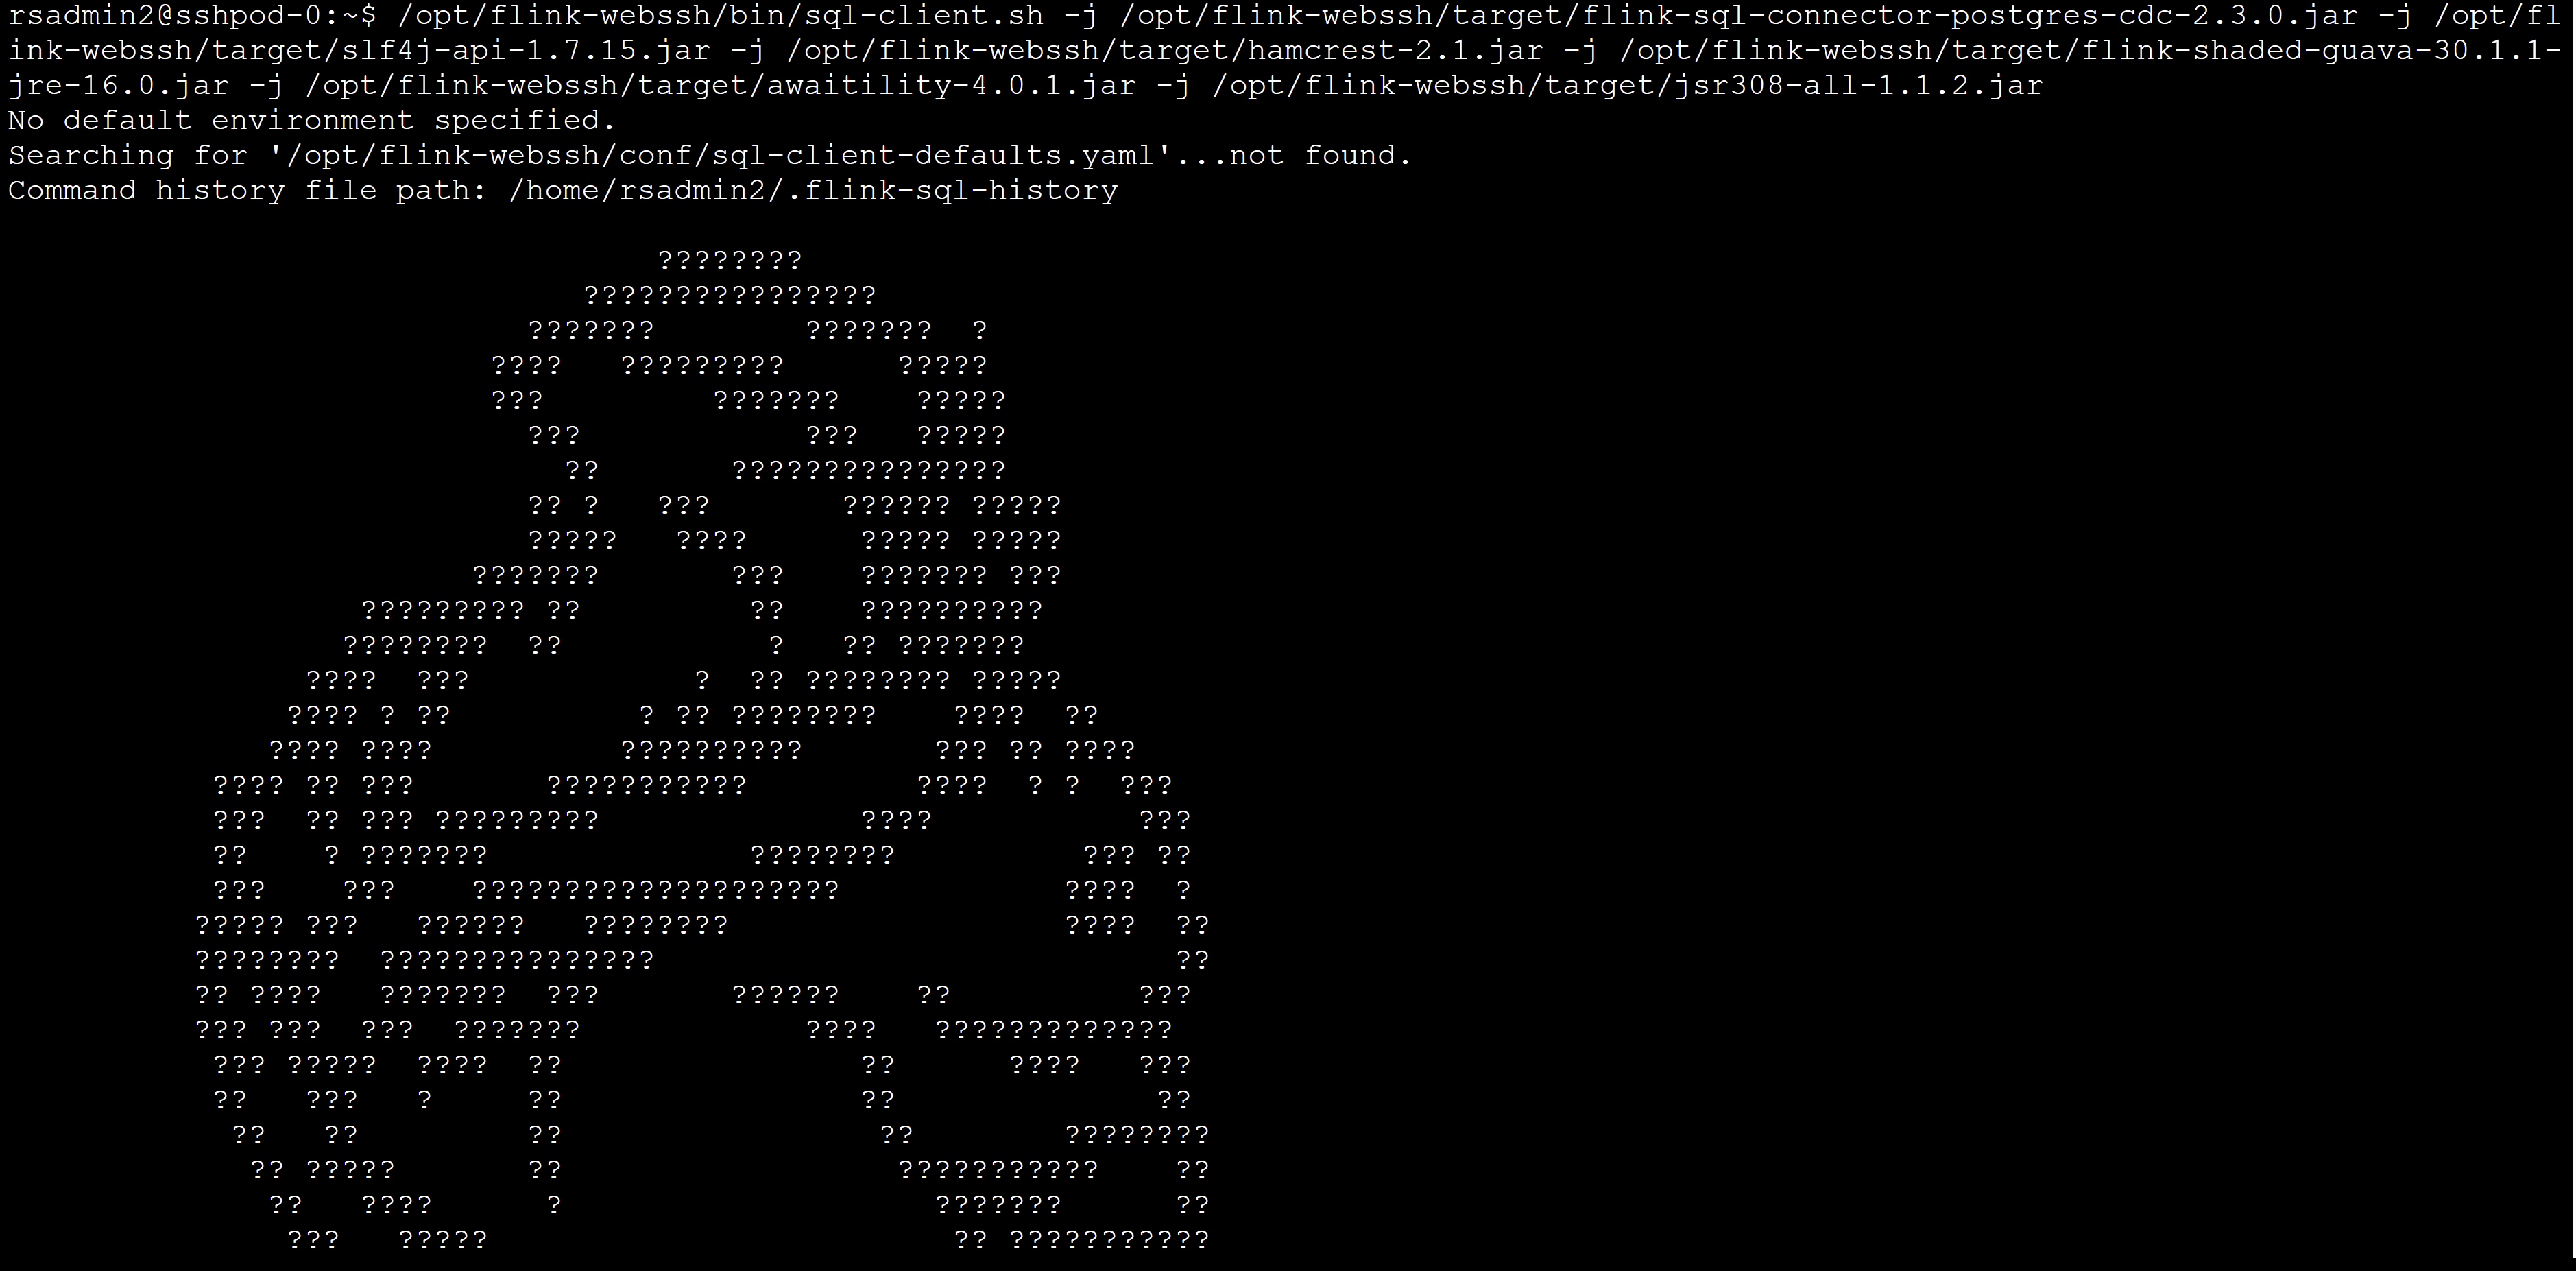 rsadmin2@sshpod-0:~$ /opt/flink-webssh/bin/sql-client.sh -j /opt/flink-webssh/target/flink-sql-connector-postgres-cdc-2.3.0.jar -j /opt/fl
ink-webssh/target/slf4j-api-1.7.15.jar -j /opt/flink-webssh/target/hamcrest-2.1.jar -j /opt/flink-webssh/target/flink-shaded-guava-30.1.1-
jre-16.0.jar -j /opt/flink-webssh/target/awaitility-4.0.1.jar -j /opt/flink-webssh/target/jsr308-all-1.1.2.jar
No default environment specified.
Searching for '/opt/flink-webssh/conf/sql-client-defaults.yaml'...not found.
Command history file path: /home/rsadmin2/.flink-sql-history
????????
????????????????
??????? ??????? ?
???? ????????? ?????
??? ??????? ?????
??? ??? ?????
?? ???????????????
?? ? ??? ?????? ?????
????? ???? ????? ?????
??????? ??? ??????? ???
????????? ?? ?? ??????????
???????? ?? ? ?? ???????
???? ??? ? ?? ???????? ?????
???? ? ?? ? ?? ???????? ???? ??
???? ???? ?????????? ??? ?? ????
???? ?? ??? ??????????? ???? ? ? ???
??? ?? ??? ????????? ???? ???
?? ? ??????? ???????? ??? ??
??? ??? ???????????????????? ???? ?
????? ??? ?????? ???????? ???? ??
???????? ??????????????? ??
?? ???? ??????? ??? ?????? ?? ???
??? ??? ??? ??????? ???? ?????????????
??? ????? ???? ?? ?? ???? ???
?? ??? ? ?? ?? ??
?? ?? ?? ?? ????????
?? ????? ?? ??????????? ??
?? ???? ? ??????? ??
??? ????? ?? ???????????